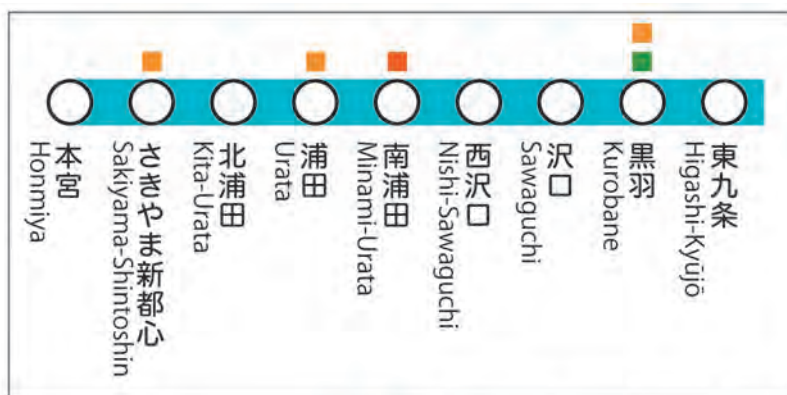 本宮
Honmiya
さきやま新都心
Sakiyama-Shintoshin
北浦田
Kita-Urata
浦田
Urata
南浦田
Minami-Urata
西沢口
Nishi-Sawaguchi
沢口
Sawaguchi
黒羽
Kurobane
東九条
Higashi-Kyūjō